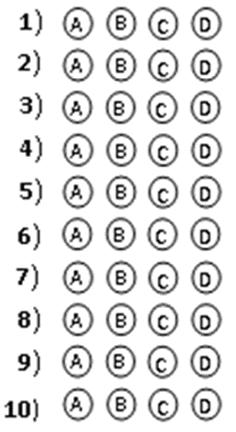 1) A B C D
2) A B C D
3) A B C D
4) A B C D
5) A B C D
6) A B C D
7) A B C D
8) A B C D
9) A B C D
10) A B C D